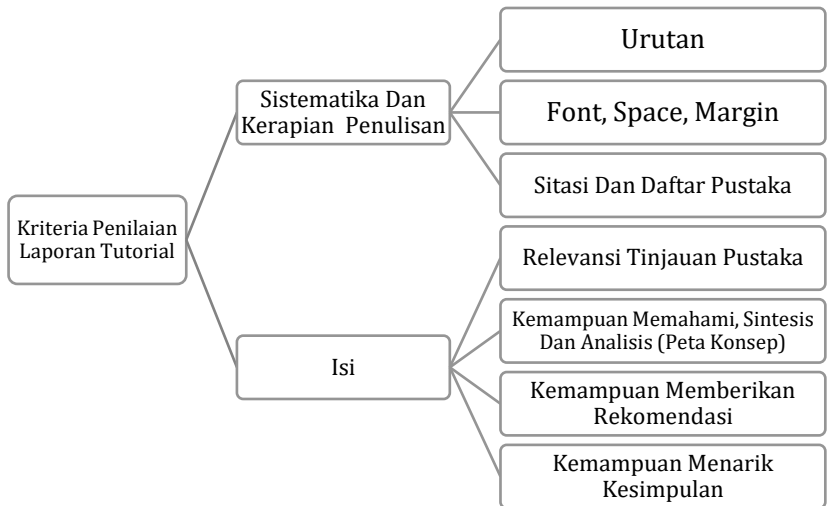 Kriteria Penilaian
Laporan Tutorial
Sistematika Dan
Kerapian Penulisan
Urutan
Font, Space, Margin
Sitasi Dan Daftar Pustaka
Isi
Relevansi Tinjauan Pustaka
Kemampuan Memahami, Sintesis
Dan Analisis (Peta Konsep)
Kemampuan Memberikan
Rekomendasi
Kemampuan Menarik
Kesimpulan